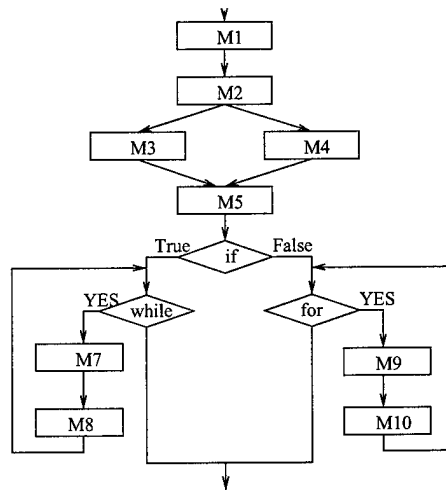 M1
M2
M3 M4
M5
True if False
YES while for YES
M7 M9
M8 M10